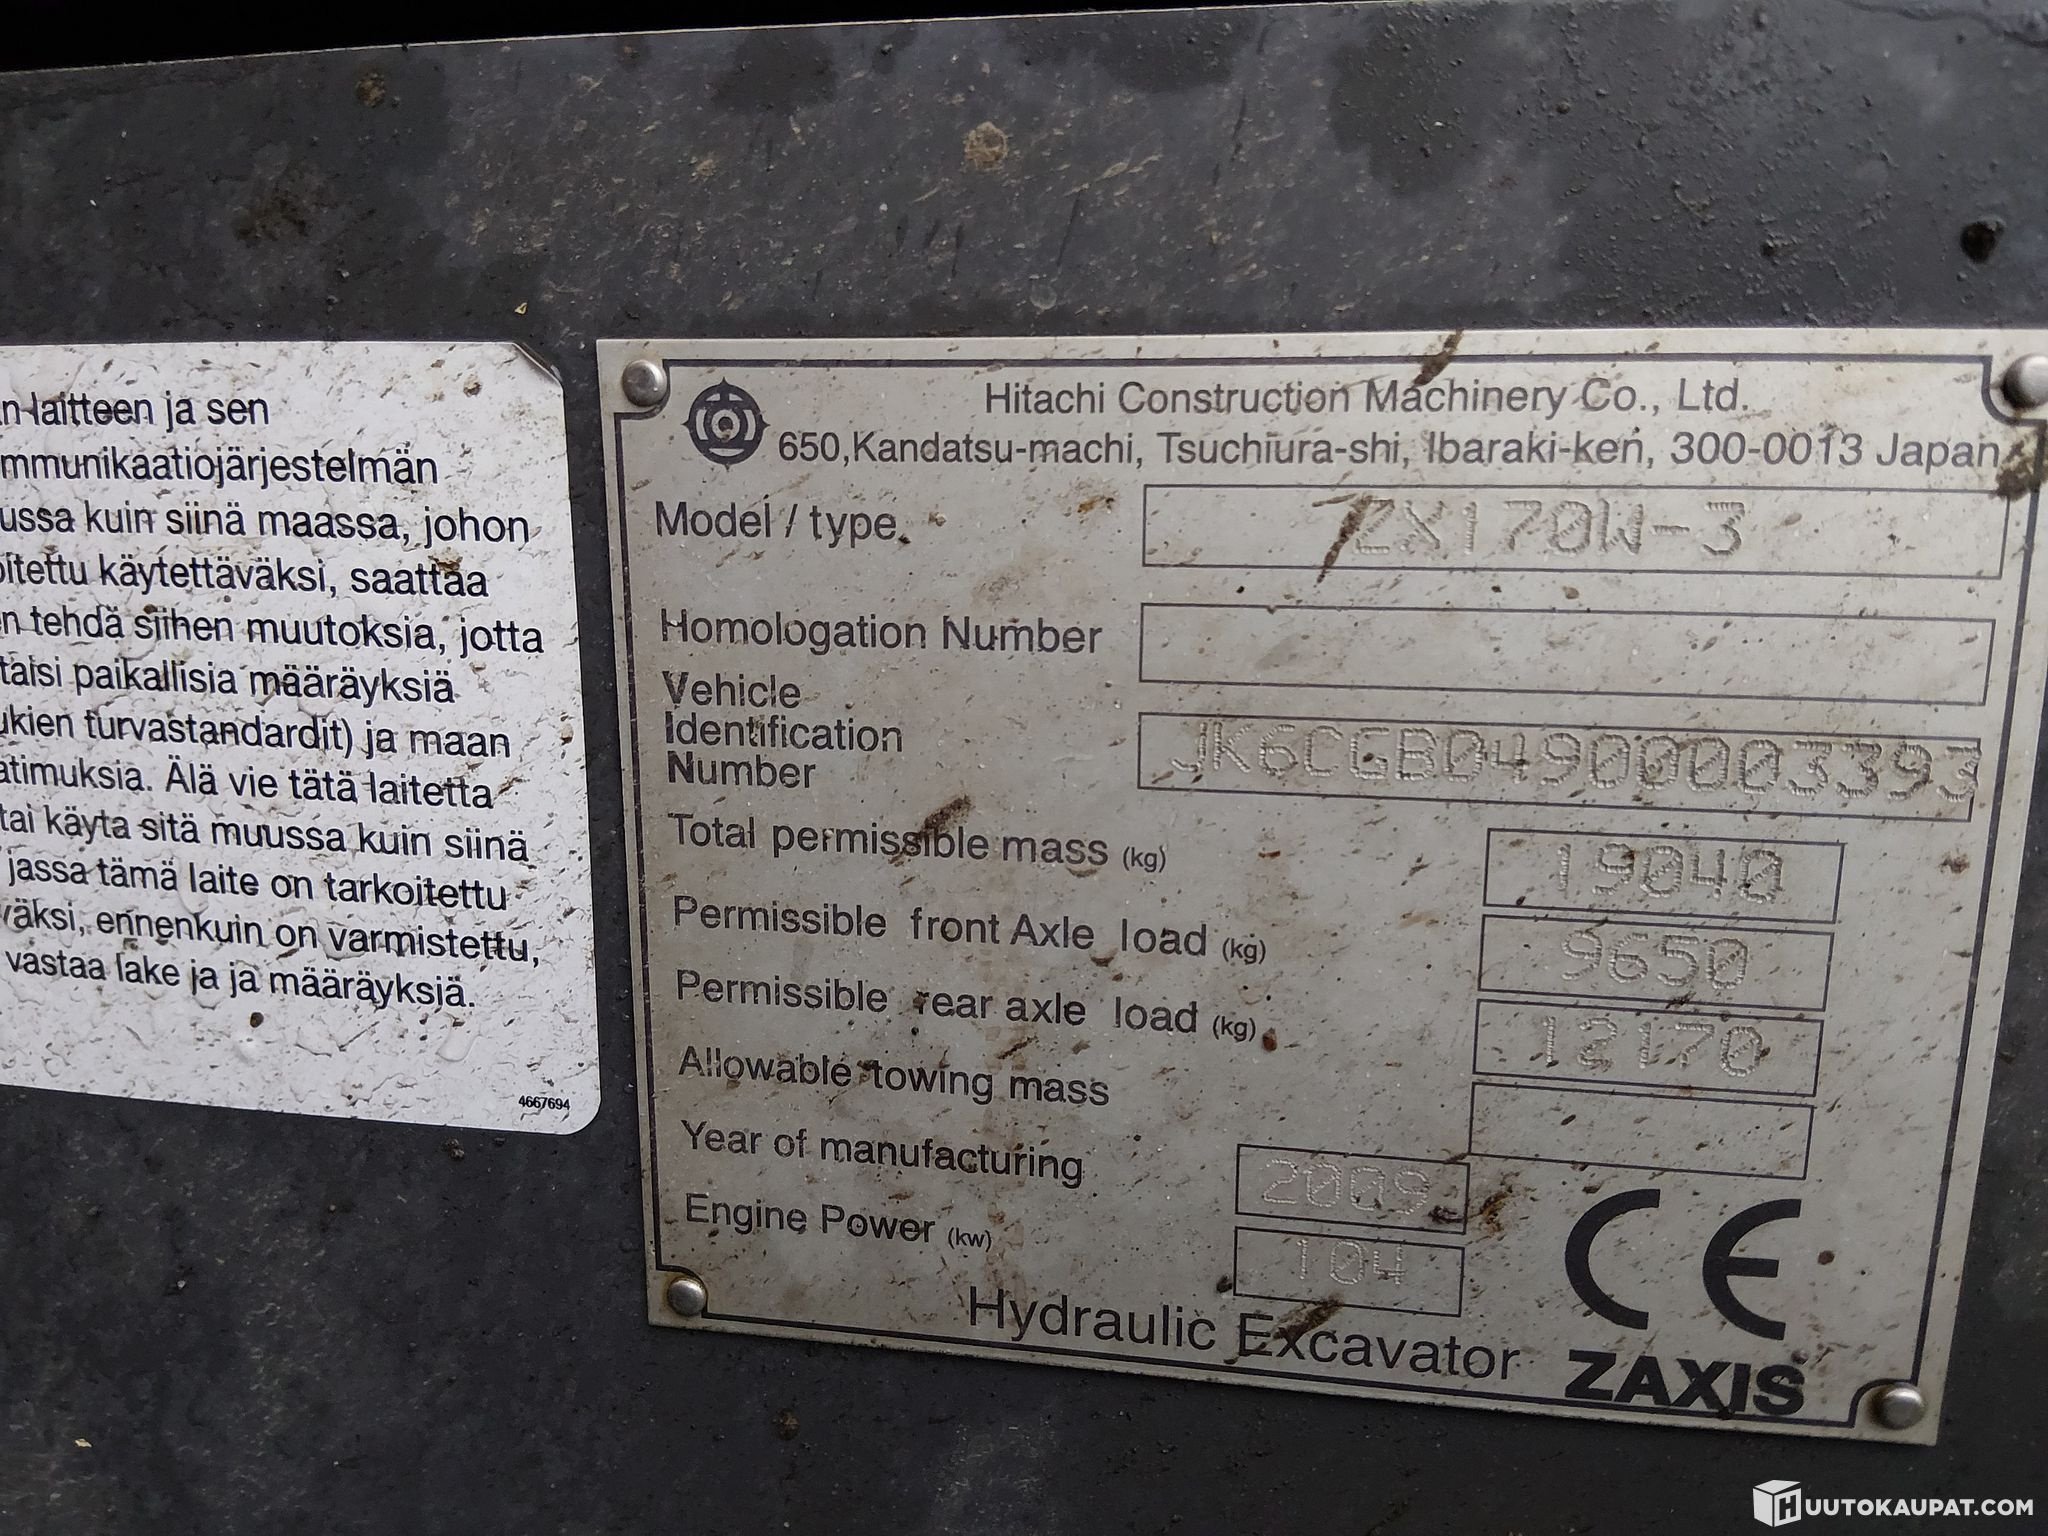 n laitteen ja sen
mmunikaatiojärjestelmän
ussa kuin siinä maassa, johon
oitettu käytettäväksi, saattaa
n tehdä siihen muutoksia, jotta
taisi paikallisia määräyksiä
ukien turvastandardit) ja maan
atimuksia. Älä vie tätä laitetta
tai käytä sitä muussa kuin siinä
jassa tämä laite on tarkoitettu
väksi, ennenkuin on varmistettu,
vastaa lake ja ja määräyksiä.
4667694
Hitachi Construction Machinery Co., Ltd.
650,Kandatsu-machi, Tsuchiura-shi, Ibaraki-ken, 300-0013 Japan
Model / type ZX170W-3
Homologation Number
Vehicle
Identification
Number JK6CGB04900003393
Total permissible mass (kg) 19040
Permissible front Axle load (kg) 9650
Permissible rear axle load (kg) 12170
Allowable towing mass
Year of manufacturing 2009
Engine Power (kw) 104
CE
Hydraulic Excavator ZAXIS
HUUTOKAUPAT.COM